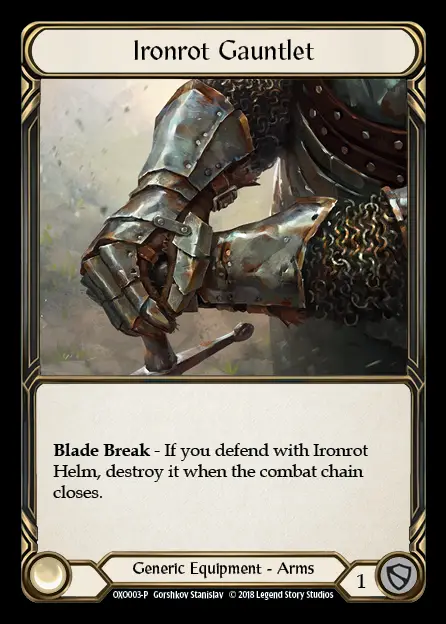 Ironrot Gauntlet
Blade Break - If you defend with Ironrot
Helm, destroy it when the combat chain
closes.
Generic Equipment - Arms
1
OXO003-P Gorshkov Stanislav © 2018 Legend Story Studios